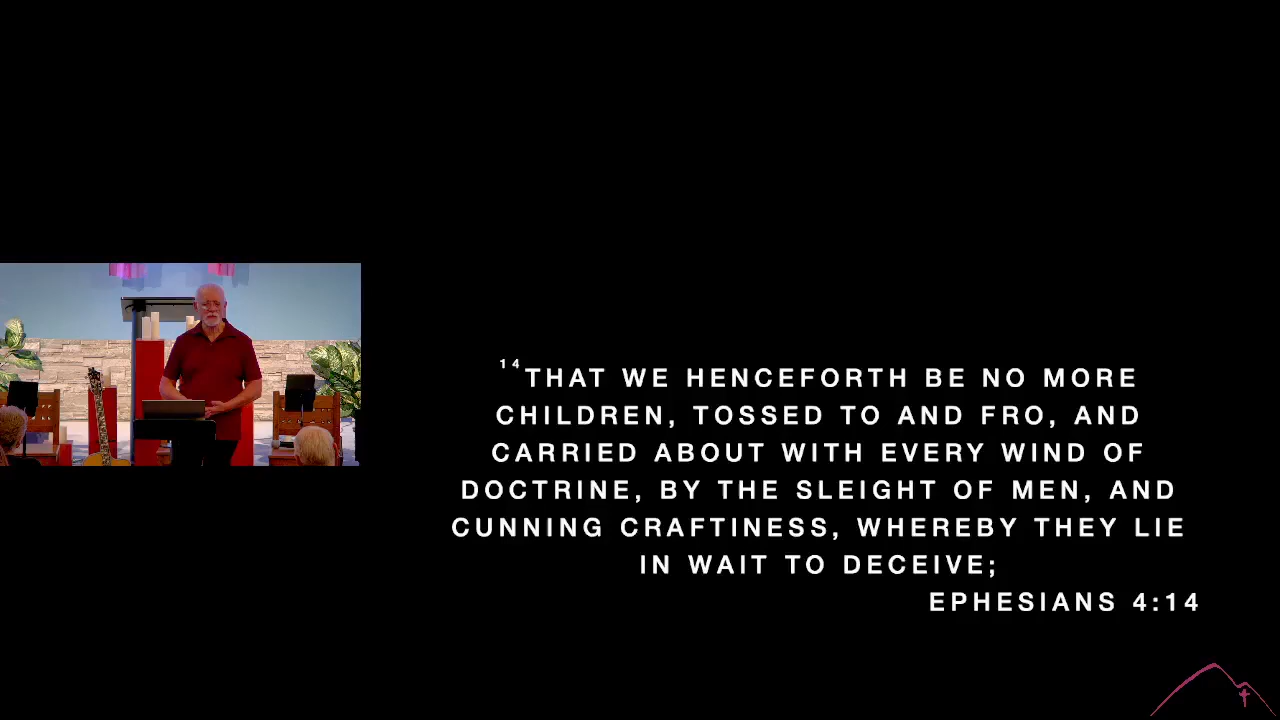 14THAT WE HENCEFORTH BE NO MORE
CHILDREN, TOSSED TO AND FRO, AND
CARRIED ABOUT WITH EVERY WIND OF
DOCTRINE, BY THE SLEIGHT OF MEN, AND
CUNNING CRAFTINESS, WHEREBY THEY LIE
IN WAIT TO DECEIVE;
EPHESIANS 4:14